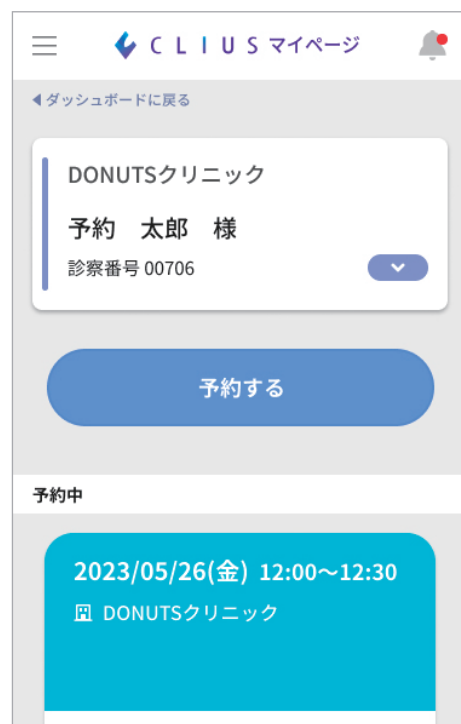 CLIUS マイページ
ダッシュボードに戻る
DONUTSクリニック
予約　太郎　様
診察番号 00706
予約する
予約中
2023/05/26(金) 12:00〜12:30
DONUTSクリニック